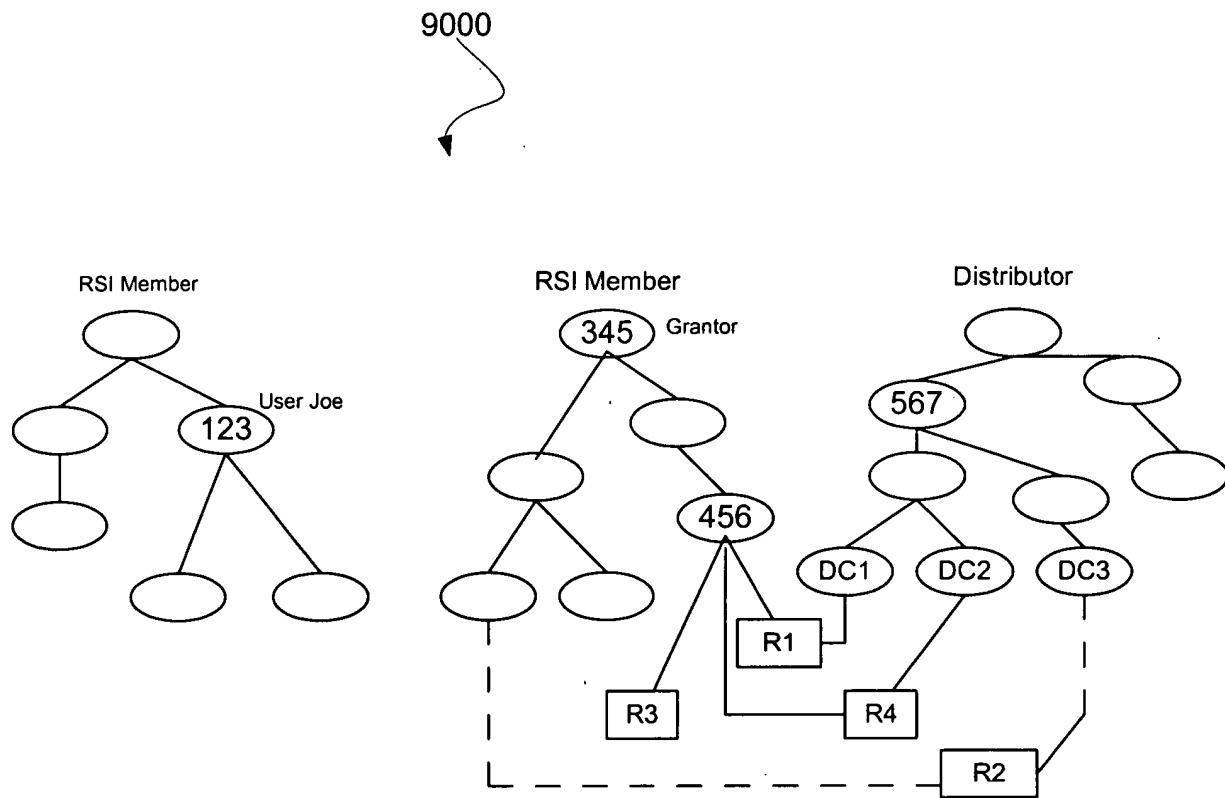 9000
RSI Member
RSI Member
Distributor
345
Grantor
User Joe
123
567
456
DC1
DC2
DC3
R1
R3
R4
R2